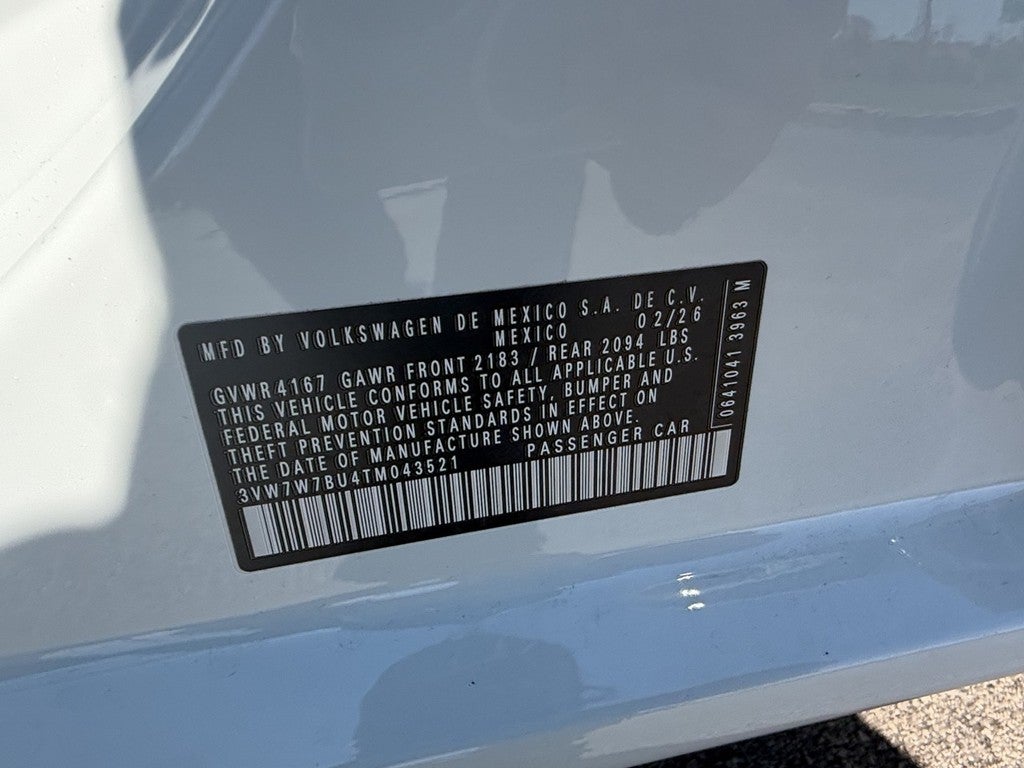 MFD BY VOLKSWAGEN DE MEXICO S.A. DE C.V.
MEXICO 02/26
GVWR 4167 GAWR FRONT 2183 / REAR 2094 LBS
THIS VEHICLE CONFORMS TO ALL APPLICABLE U.S.
FEDERAL MOTOR VEHICLE SAFETY, BUMPER AND
THEFT PREVENTION STANDARDS IN EFFECT ON
THE DATE OF MANUFACTURE SHOWN ABOVE.
3VW7W7BU4TM043521 PASSENGER CAR
0641041 3963 M